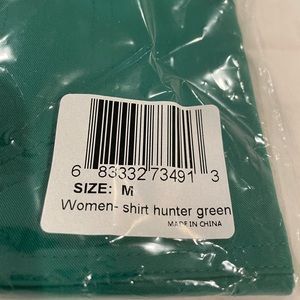 6 83332 73491 3
SIZE: M
Women- shirt hunter green
MADE IN CHINA